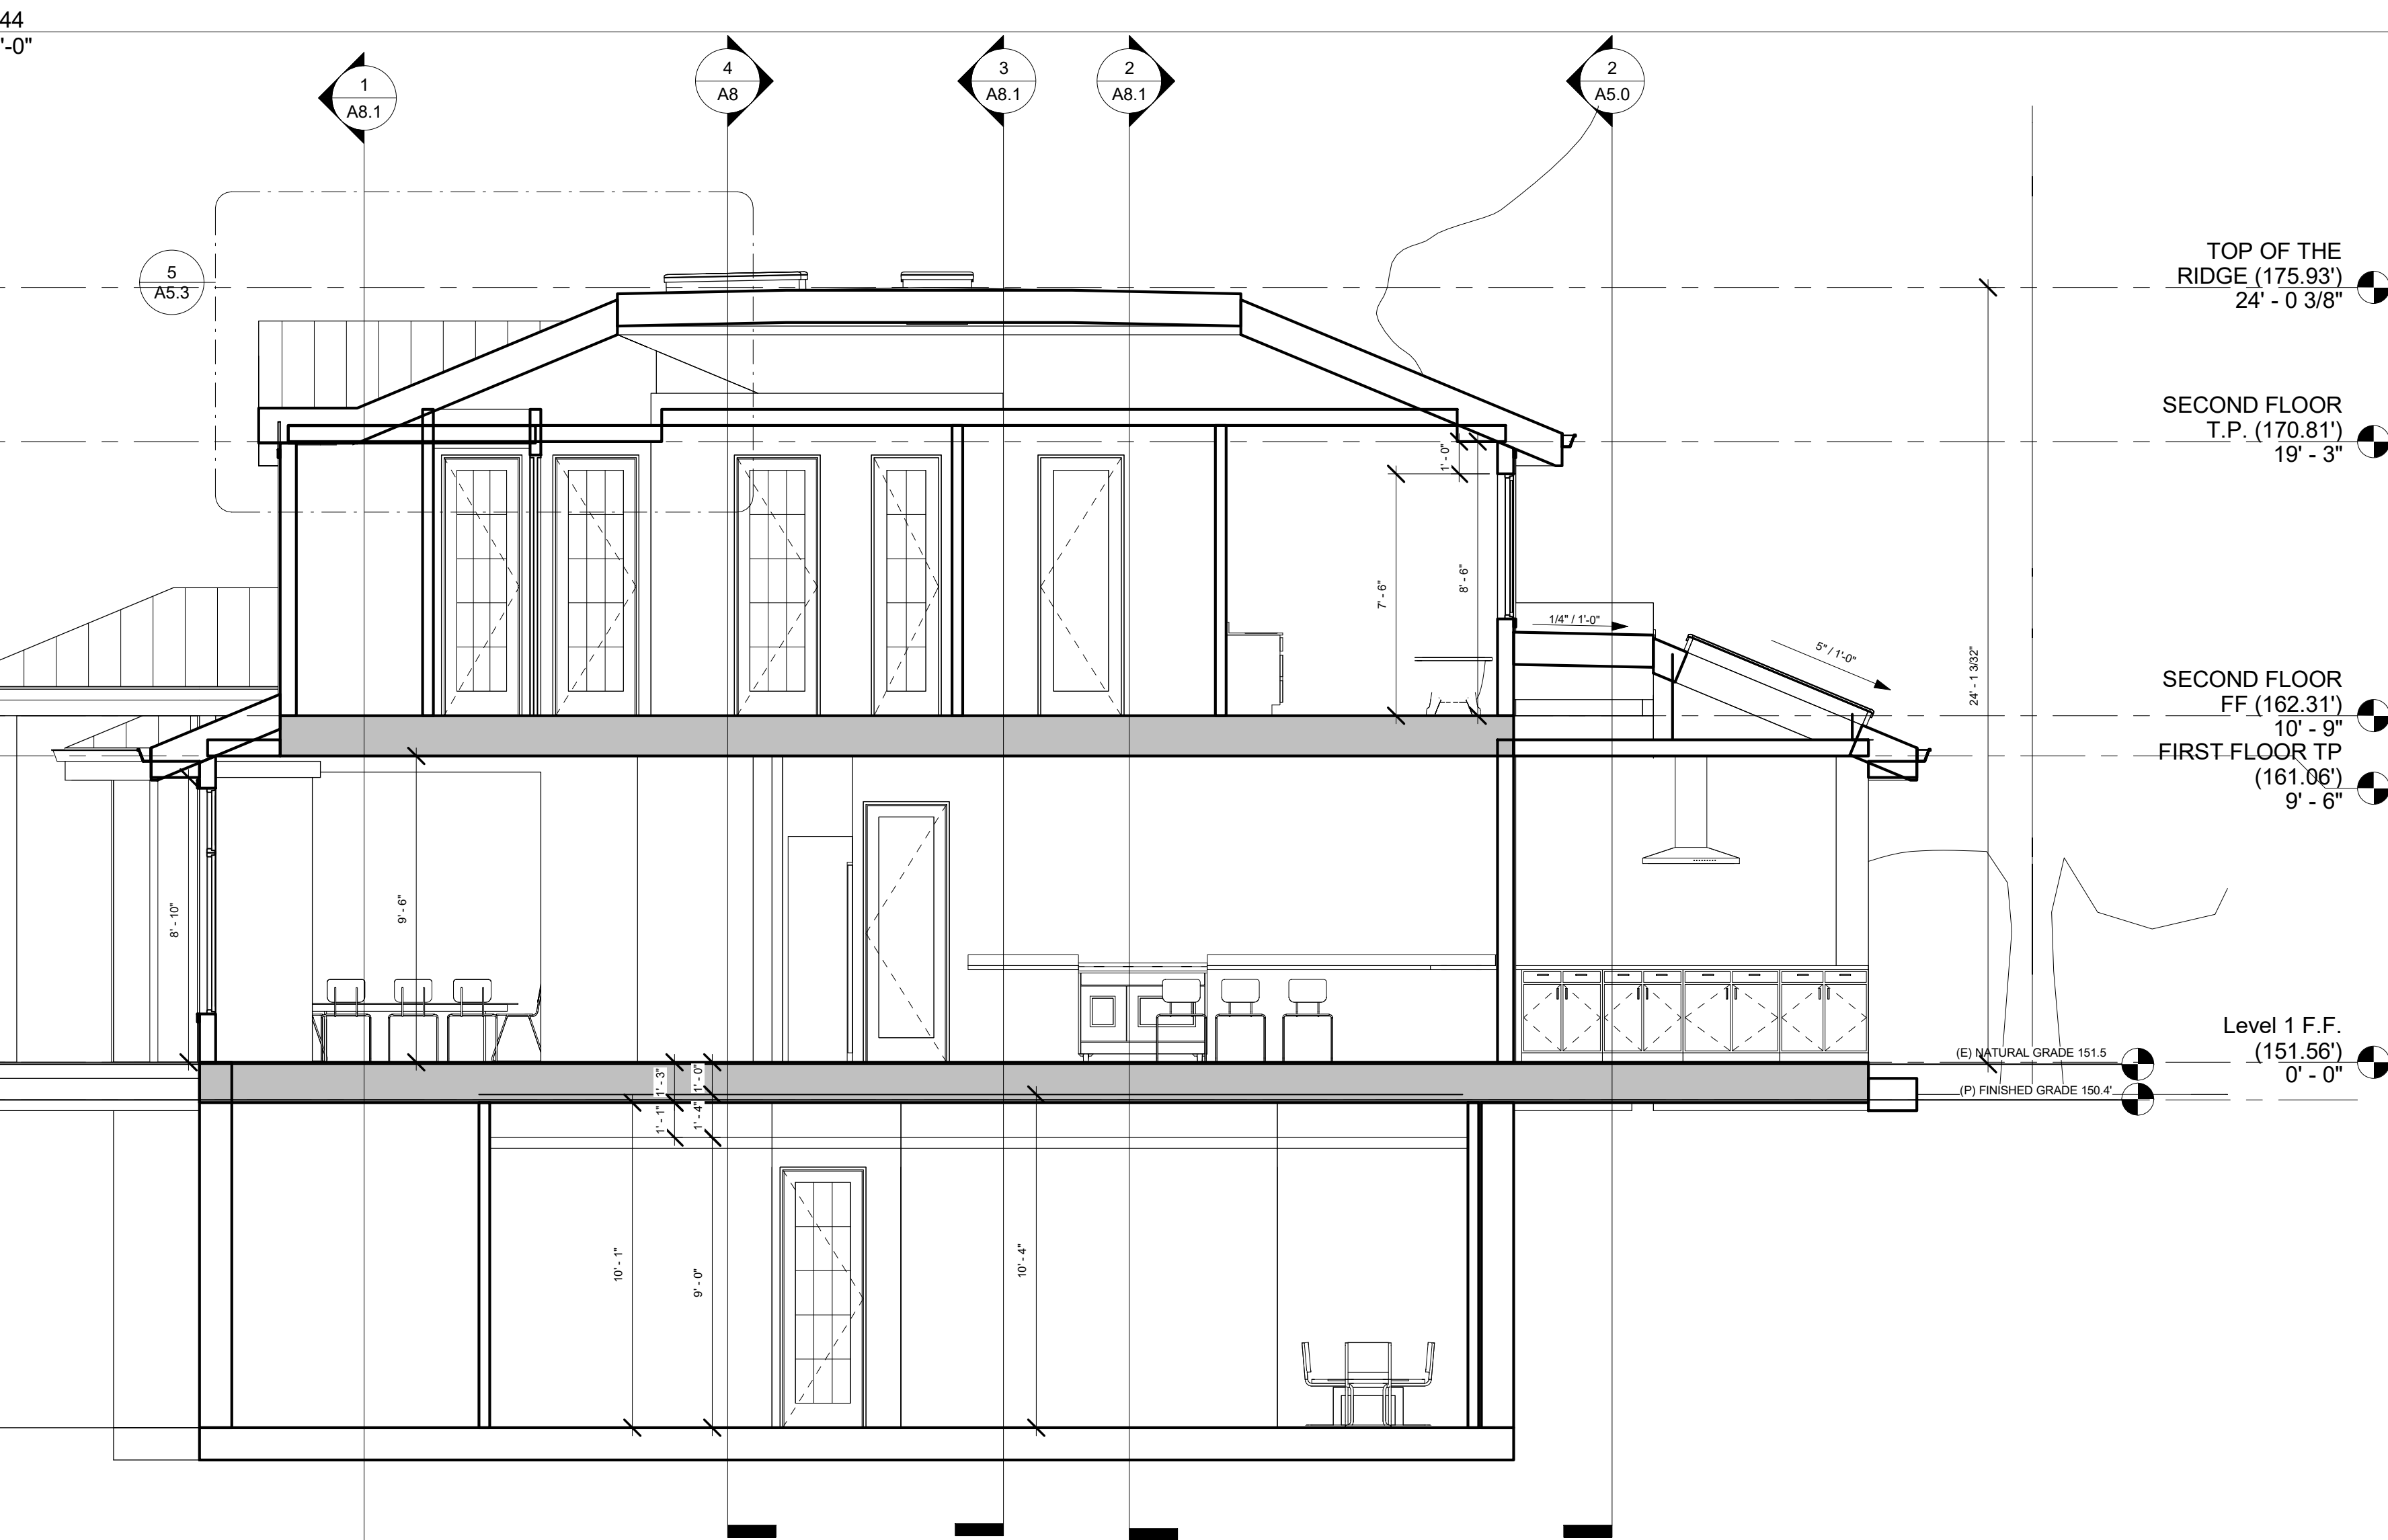 44
'-0"
1
A8.1
4
A8
3
A8.1
2
A8.1
2
A5.0
5
A5.3
TOP OF THE
RIDGE (175.93')
24' - 0 3/8"
SECOND FLOOR
T.P. (170.81')
19' - 3"
1' - 0"
7' - 6"
8' - 6"
1/4" / 1'-0"
5" / 1'-0"
24' - 1 3/32"
SECOND FLOOR
FF (162.31')
10' - 9"
FIRST FLOOR TP
(161.06')
9' - 6"
8' - 10"
9' - 6"
Level 1 F.F.
(151.56')
0' - 0"
(E) NATURAL GRADE 151.5
(P) FINISHED GRADE 150.4'
1' - 3"
1' - 0"
1' - 1"
1' - 4"
10' - 1"
9' - 0"
10' - 4"